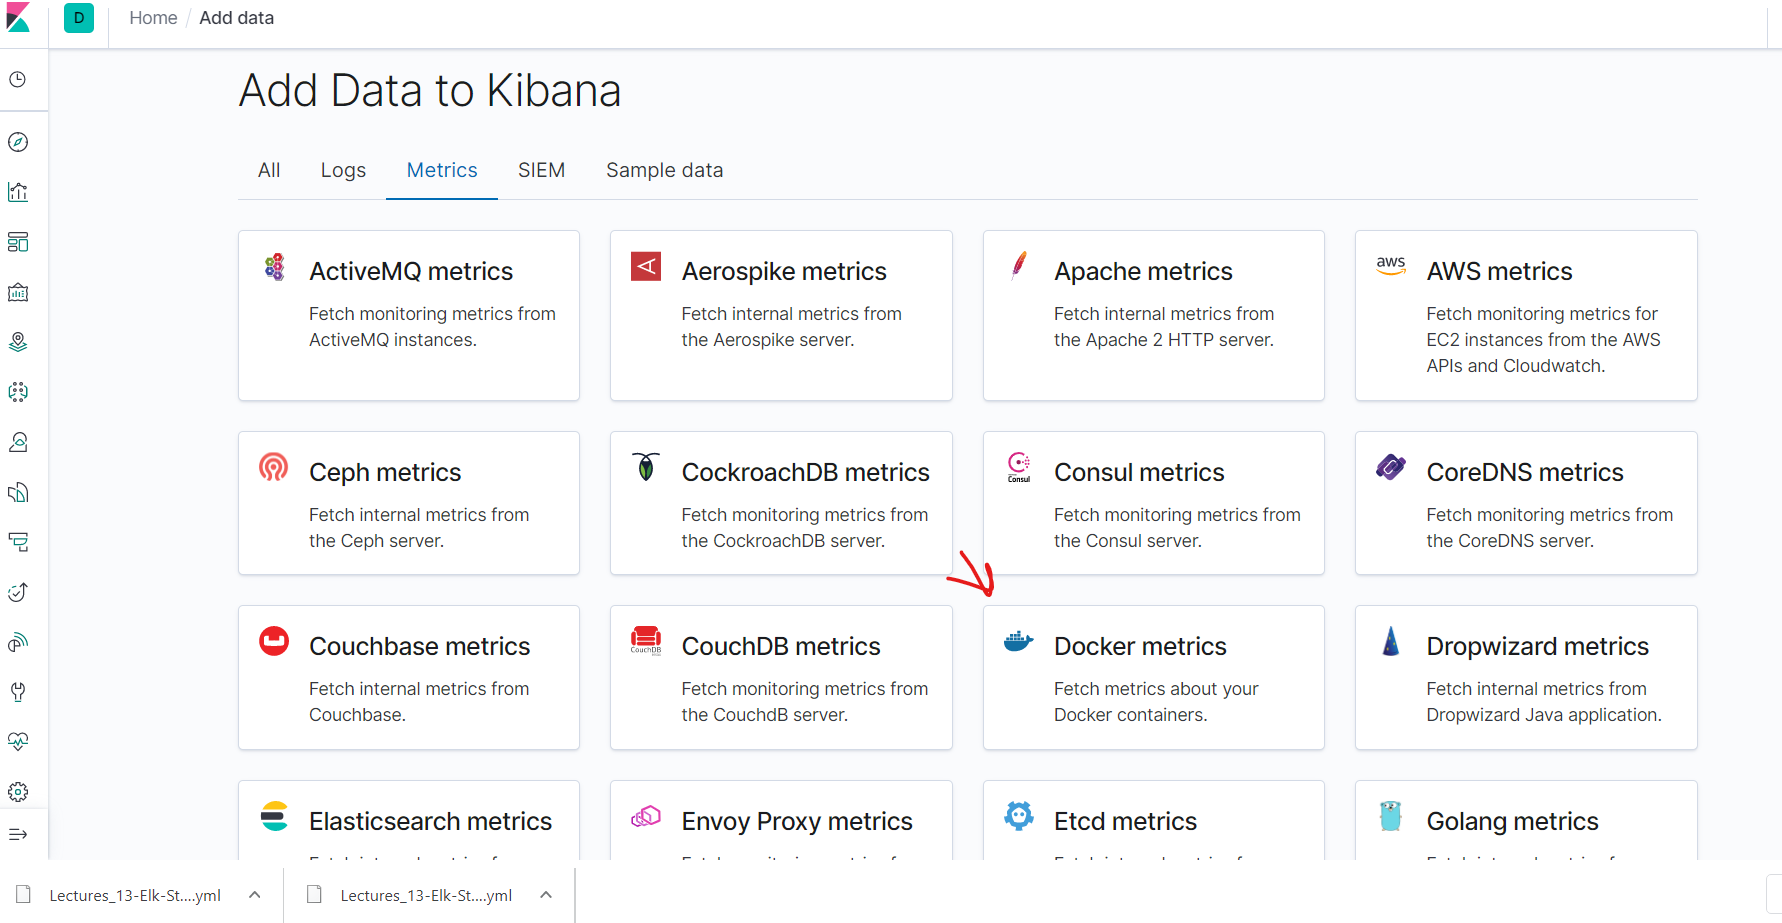 D Home / Add data
Add Data to Kibana
All Logs Metrics SIEM Sample data
ActiveMQ metrics
Fetch monitoring metrics from
ActiveMQ instances.
Aerospike metrics
Fetch internal metrics from
the Aerospike server.
Apache metrics
Fetch internal metrics from
the Apache 2 HTTP server.
aws
AWS metrics
Fetch monitoring metrics for
EC2 instances from the AWS
APIs and Cloudwatch.
Ceph metrics
Fetch internal metrics from
the Ceph server.
CockroachDB metrics
Fetch monitoring metrics from
the CockroachDB server.
Consul
Consul metrics
Fetch monitoring metrics from
the Consul server.
CoreDNS metrics
Fetch monitoring metrics from
the CoreDNS server.
Couchbase metrics
Fetch internal metrics from
Couchbase.
CouchDB
CouchDB metrics
Fetch monitoring metrics from
the CouchdB server.
Docker metrics
Fetch metrics about your
Docker containers.
Dropwizard metrics
Fetch internal metrics from
Dropwizard Java application.
Elasticsearch metrics
Envoy Proxy metrics
Etcd metrics
Golang metrics
Lectures_13-Elk-St....yml
Lectures_13-Elk-St....yml